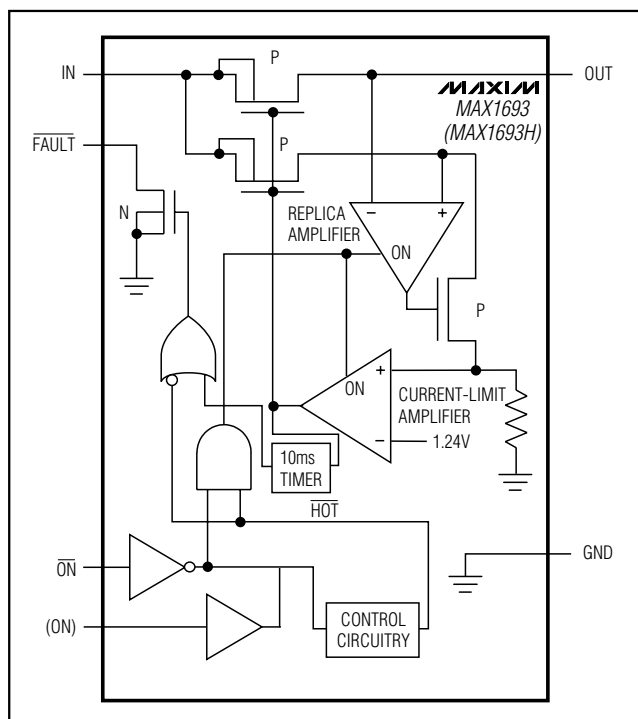 IN
P
OUT
MAXIM
MAX1693
(MAX1693H)
FAULT
P
N
REPLICA
AMPLIFIER
−
+
ON
P
ON
+
CURRENT-LIMIT
AMPLIFIER
−
1.24V
10ms
TIMER
HOT
ON
GND
(ON)
CONTROL
CIRCUITRY